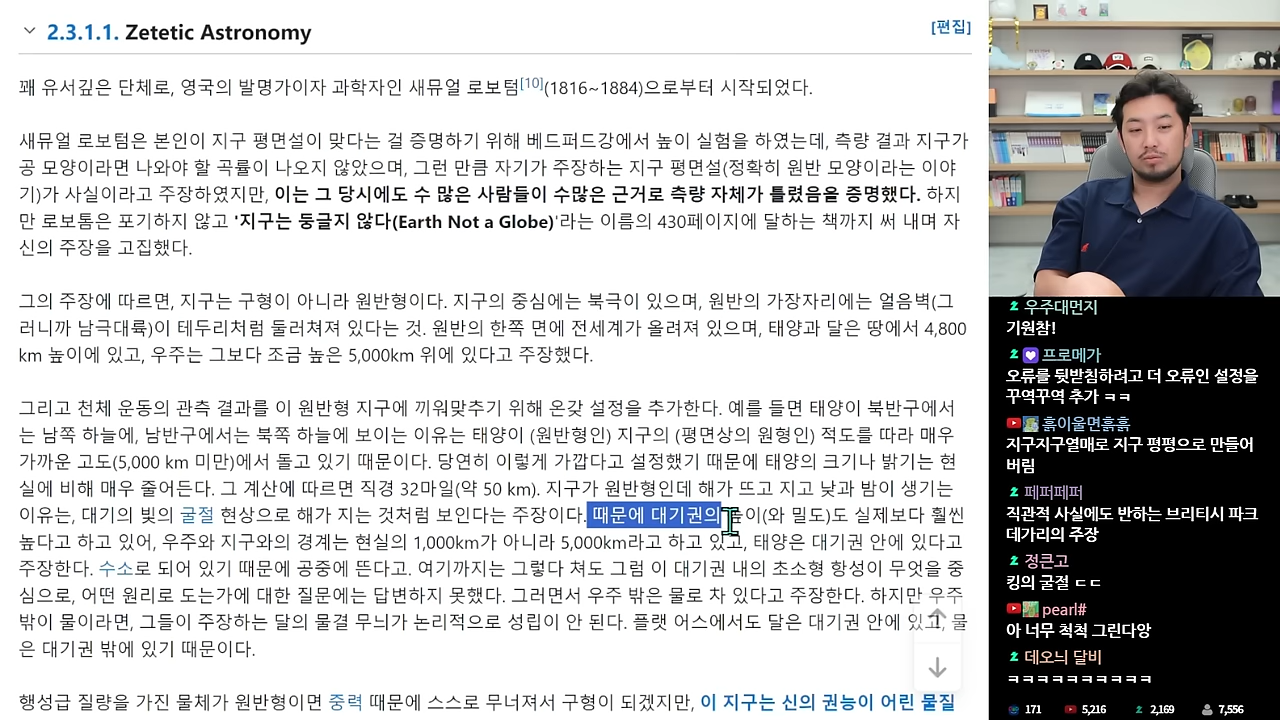 2.3.1.1. Zetetic Astronomy
[편집]
꽤 유서깊은 단체로, 영국의 발명가이자 과학자인 새뮤얼 로보텀[10](1816~1884)으로부터 시작되었다.
새뮤얼 로보텀은 본인이 지구 평면설이 맞다는 걸 증명하기 위해 베드퍼드강에서 높이 실험을 하였는데, 측량 결과 지구가
공 모양이라면 나와야 할 곡률이 나오지 않았으며, 그런 만큼 자기가 주장하는 지구 평면설(정확히 원반 모양이라는 이야
기)가 사실이라고 주장하였지만, 이는 그 당시에도 수 많은 사람들이 수많은 근거로 측량 자체가 틀렸음을 증명했다. 하지
만 로보톰은 포기하지 않고 '지구는 둥글지 않다(Earth Not a Globe)'라는 이름의 430페이지에 달하는 책까지 써 내며 자
신의 주장을 고집했다.
그의 주장에 따르면, 지구는 구형이 아니라 원반형이다. 지구의 중심에는 북극이 있으며, 원반의 가장자리에는 얼음벽(그
러니까 남극대륙)이 테두리처럼 둘러쳐져 있다는 것. 원반의 한쪽 면에 전세계가 올려져 있으며, 태양과 달은 땅에서 4,800
km 높이에 있고, 우주는 그보다 조금 높은 5,000km 위에 있다고 주장했다.
그리고 천체 운동의 관측 결과를 이 원반형 지구에 끼워맞추기 위해 온갖 설정을 추가한다. 예를 들면 태양이 북반구에서
는 남쪽 하늘에, 남반구에서는 북쪽 하늘에 보이는 이유는 태양이 (원반형인) 지구의 (평면상의 원형인) 적도를 따라 매우
가까운 고도(5,000 km 미만)에서 돌고 있기 때문이다. 당연히 이렇게 가깝다고 설정했기 때문에 태양의 크기나 밝기는 현
실에 비해 매우 줄어든다. 그 계산에 따르면 직경 32마일(약 50 km). 지구가 원반형인데 해가 뜨고 지고 낮과 밤이 생기는
이유는, 대기의 빛의 굴절 현상으로 해가 지는 것처럼 보인다는 주장이다. 때문에 대기권의 높이(와 밀도)도 실제보다 훨씬
높다고 하고 있어, 우주와 지구와의 경계는 현실의 1,000km가 아니라 5,000km라고 하고 있고, 태양은 대기권 안에 있다고
주장한다. 수소로 되어 있기 때문에 공중에 뜬다고. 여기까지는 그렇다 쳐도 그럼 이 대기권 내의 초소형 항성이 무엇을 중
심으로, 어떤 원리로 도는가에 대한 질문에는 답변하지 못했다. 그러면서 우주 밖은 물로 차 있다고 주장한다. 하지만 우주
밖이 물이라면, 그들이 주장하는 달의 물결 무늬가 논리적으로 성립이 안 된다. 플랫 어스에서도 달은 대기권 안에 있고, 물
은 대기권 밖에 있기 때문이다.
행성급 질량을 가진 물체가 원반형이면 중력 때문에 스스로 무너져서 구형이 되겠지만, 이 지구는 신의 권능이 어린 물질
우주대먼지
기원참!
프로메가
오류를 뒷받침하려고 더 오류인 설정을
꾸역꾸역 추가 ㅋㅋ
흙이울면흙흙
지구지구열매로 지구 평평으로 만들어
버림
페퍼페퍼
직관적 사실에도 반하는 브리티시 파크
데가리의 주장
정큰고
킹의 굴절 ㄷㄷ
pearl#
아 너무 척척 그린다앙
데오늬 달비
ㅋㅋㅋㅋㅋㅋㅋㅋㅋㅋ
171 5,216 2,169 7,556